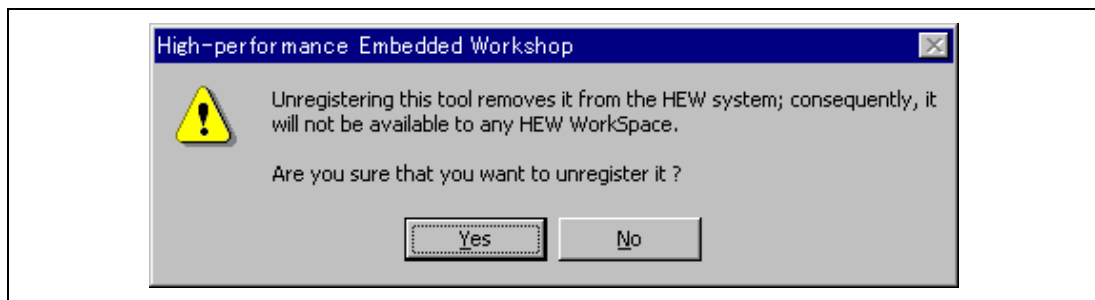 High-performance Embedded Workshop
Unregistering this tool removes it from the HEW system; consequently, it
will not be available to any HEW WorkSpace.
Are you sure that you want to unregister it ?
Yes
No